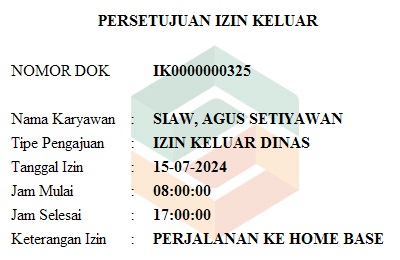 PERSETUJUAN IZIN KELUAR
NOMOR DOK IK0000000325
Nama Karyawan : SIAW, AGUS SETIYAWAN
Tipe Pengajuan : IZIN KELUAR DINAS
Tanggal Izin : 15-07-2024
Jam Mulai : 08:00:00
Jam Selesai : 17:00:00
Keterangan Izin : PERJALANAN KE HOME BASE